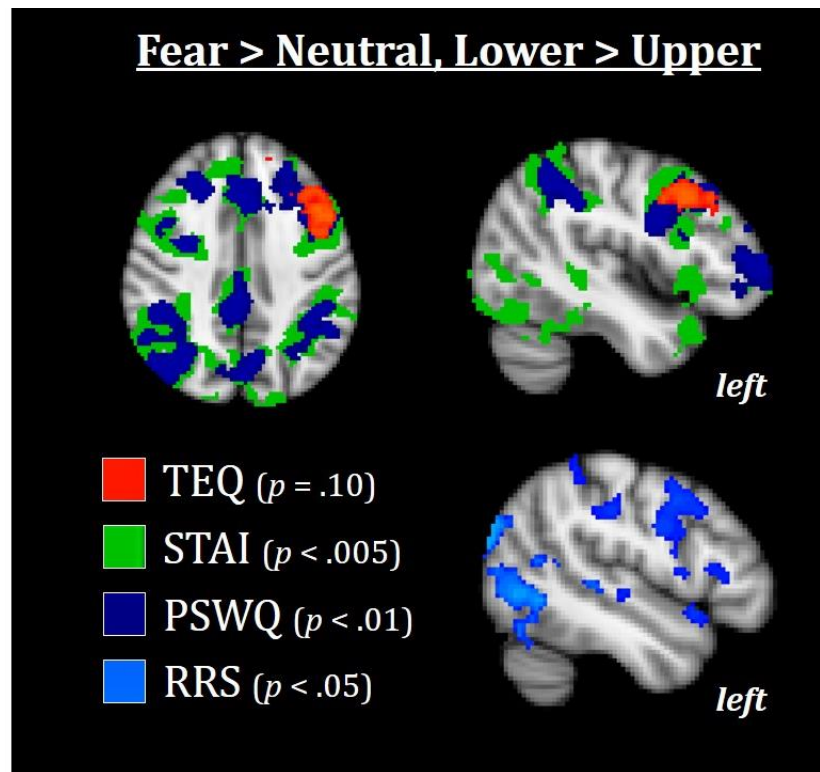 Fear > Neutral, Lower > Upper
left
TEQ (p = .10)
STAI (p < .005)
PSWQ (p < .01)
RRS (p < .05)
left